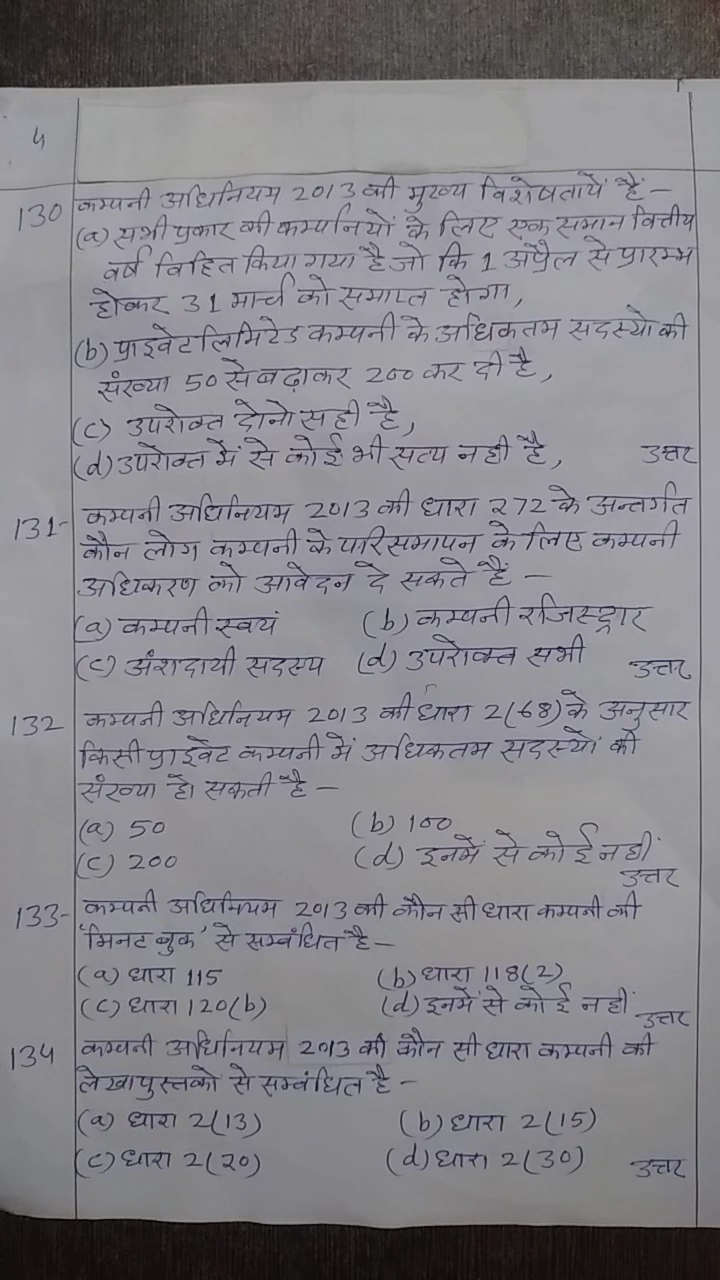 4
130 कम्पनी अधिनियम 2013 की मुख्य विशेषतायें हैं —
(a) सभी प्रकार की कम्पनियों के लिए एक समान वित्तीय
वर्ष विहित किया गया है जो कि 1 अप्रैल से प्रारम्भ
होकर 31 मार्च को समाप्त होगा,
(b) प्राइवेट लिमिटेड कम्पनी के अधिकतम सदस्यो की
संख्या 50 से बढ़ाकर 200 कर दी है,
(c) उपरोक्त दोनो सही है,
(d) उपरोक्त में से कोई भी सत्य नही है, उत्तर
131- कम्पनी अधिनियम 2013 की धारा 272 के अन्तर्गत
कौन लोग कम्पनी के परिसमापन के लिए कम्पनी
अधिकरण को आवेदन दे सकते हैं —
(a) कम्पनी स्वयं (b) कम्पनी रजिस्ट्रार
(c) अंशदायी सदस्य (d) उपरोक्त सभी उत्तर
132 कम्पनी अधिनियम 2013 की धारा 2(68) के अनुसार
किसी प्राइवेट कम्पनी में अधिकतम सदस्यों की
संख्या हो सकती है —
(a) 50 (b) 100
(c) 200 (d) इनमें से कोई नहीं
उत्तर
133- कम्पनी अधिनियम 2013 की कौन सी धारा कम्पनी की
'मिनट बुक' से सम्बंधित है —
(a) धारा 115 (b) धारा 118(2)
(c) धारा 120(b) (d) इनमें से कोई नहीं उत्तर
134 कम्पनी अधिनियम 2013 की कौन सी धारा कम्पनी की
लेखापुस्तको से सम्बंधित है -
(a) धारा 2(13) (b) धारा 2(15)
(c) धारा 2(20) (d) धारा 2(30) उत्तर